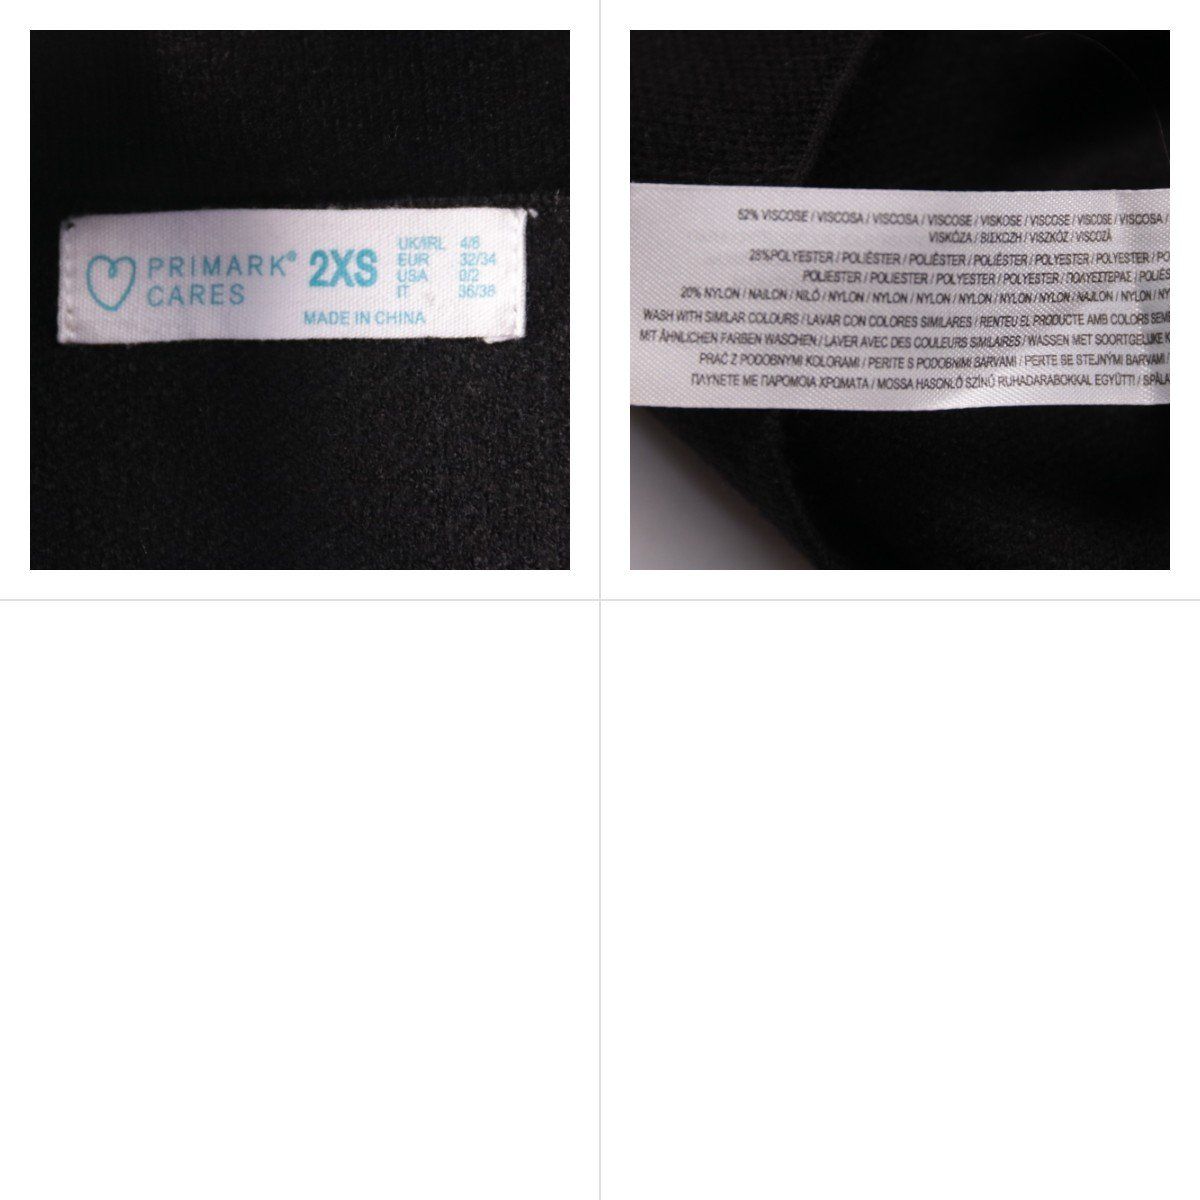 PRIMARK®
CARES
2XS
UK/IRL 4/6
EUR 32/34
USA 0/2
IT 36/38
MADE IN CHINA
52% VISCOSE / VISCOSA / VISCOSA / VISCOSE / VISKOSE / VISCOSE / VISCOSE / VISCOSA /
VISKÓZA / ΒΙΣΚΟΖΗ / VISZKÓZ / VISCOZĂ
28%POLYESTER / POLIÉSTER / POLIÈSTER / POLIÉSTER / POLYESTER / POLYESTER / PO
POLIESTER / POLIESTER / POLYESTER / POLYESTER / ΠΟΛΥΕΣΤΕΡΑΣ / POLIÉS
20% NYLON / NAILON / NILÓ / NYLON / NYLON / NYLON / NYLON / NYLON / NAJLON / NYLON / NY
WASH WITH SIMILAR COLOURS / LAVAR CON COLORES SIMILARES / RENTEU EL PRODUCTE AMB COLORS SEM
MIT ÄHNLICHEN FARBEN WASCHEN / LAVER AVEC DES COULEURS SIMILAIRES / WASSEN MET SOORTGELIJKE K
PRAĆ Z PODOBNYMI KOLORAMI / PERITE S PODOBNIMI BARVAMI / PERTE SE STEJNÝMI BARVAMI /
ΠΛΥΝΕΤΕ ΜΕ ΠΑΡΟΜΟΙΑ ΧΡΩΜΑΤΑ / MOSSA HASONLÓ SZÍNŰ RUHADARABOKKAL EGYÜTT! / SPĂLA